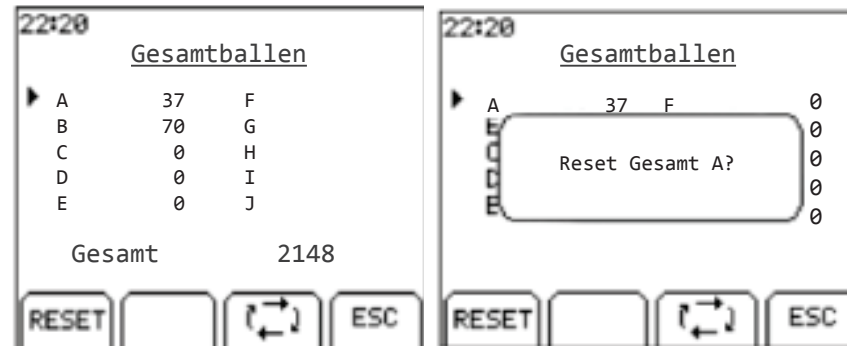 22:20
Gesamtballen
A 37 F
B 70 G
C 0 H
D 0 I
E 0 J
Gesamt 2148
RESET ESC
22:20
Gesamtballen
A 37 F 0
E 0
C 0
D 0
E 0
Reset Gesamt A?
RESET ESC